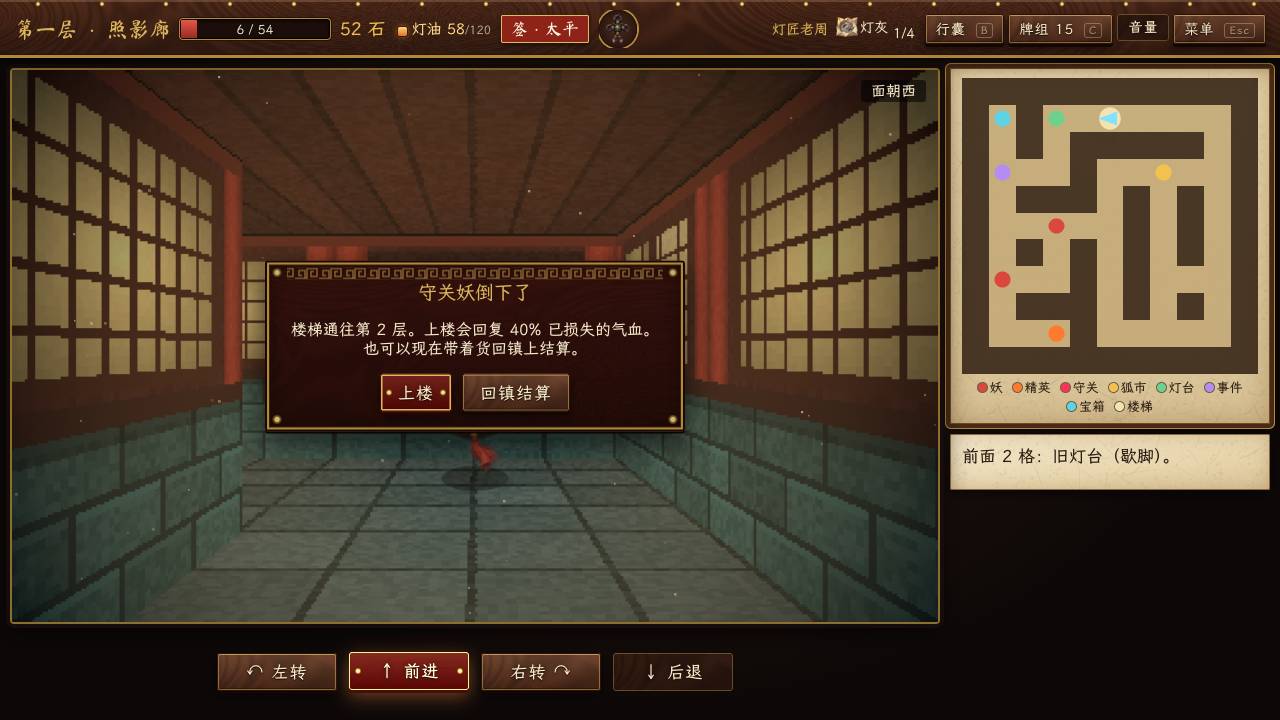 第一层 · 照影廊
6 / 54
52 石
灯油 58/120
签 · 太平
灯匠老周
灯灰 1/4
行囊 B
牌组 15 C
音量
菜单 Esc
面朝西
守关妖倒下了
楼梯通往第 2 层。上楼会回复 40% 已损失的气血。
也可以现在带着货回镇上结算。
上楼
回镇结算
妖 精英 守关 狐市 灯台 事件
宝箱 楼梯
前面 2 格：旧灯台（歇脚）。
↶ 左转
↑ 前进
右转 ↷
↓ 后退